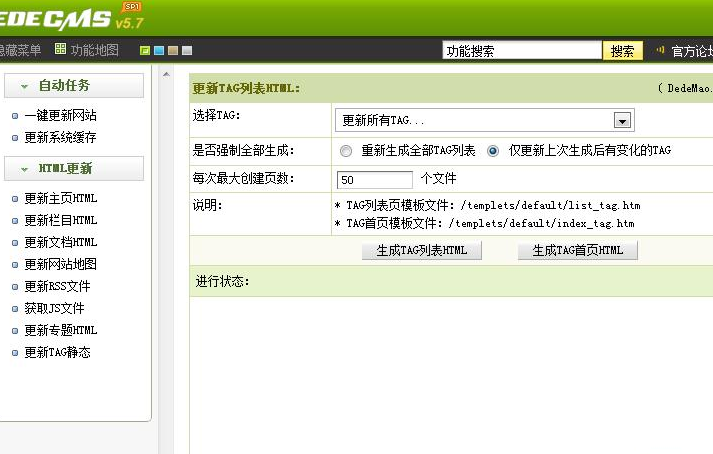 DEDECMS v5.7 SP1
隐藏菜单 功能地图 功能搜索 搜索 官方论坛
自动任务
一键更新网站
更新系统缓存
HTML更新
更新主页HTML
更新栏目HTML
更新文档HTML
更新网站地图
更新RSS文件
获取JS文件
更新专题HTML
更新TAG静态
更新TAG列表HTML： ( DedeMao.
选择TAG： 更新所有TAG...
是否强制全部生成： 重新生成全部TAG列表 仅更新上次生成后有变化的TAG
每次最大创建页数： 50 个文件
说明： * TAG列表页模板文件：/templets/default/list_tag.htm
* TAG首页模板文件：/templets/default/index_tag.htm
生成TAG列表HTML 生成TAG首页HTML
进行状态：